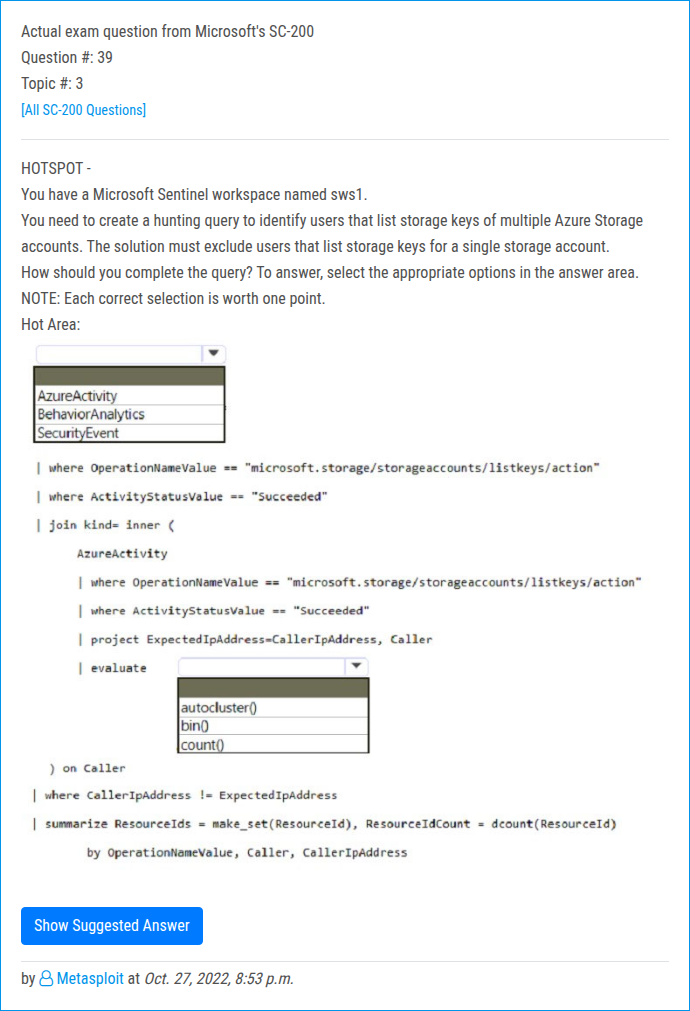 Actual exam question from Microsoft's SC-200
Question #: 39
Topic #: 3
[All SC-200 Questions]
HOTSPOT -
You have a Microsoft Sentinel workspace named sws1.
You need to create a hunting query to identify users that list storage keys of multiple Azure Storage
accounts. The solution must exclude users that list storage keys for a single storage account.
How should you complete the query? To answer, select the appropriate options in the answer area.
NOTE: Each correct selection is worth one point.
Hot Area:
AzureActivity
BehaviorAnalytics
SecurityEvent
| where OperationNameValue == "microsoft.storage/storageaccounts/listkeys/action"
| where ActivityStatusValue == "Succeeded"
| join kind= inner (
AzureActivity
| where OperationNameValue == "microsoft.storage/storageaccounts/listkeys/action"
| where ActivityStatusValue == "Succeeded"
| project ExpectedIpAddress=CallerIpAddress, Caller
| evaluate
autocluster()
bin()
count()
) on Caller
| where CallerIpAddress != ExpectedIpAddress
| summarize ResourceIds = make_set(ResourceId), ResourceIdCount = dcount(ResourceId)
by OperationNameValue, Caller, CallerIpAddress
Show Suggested Answer
by Metasploit at Oct. 27, 2022, 8:53 p.m.